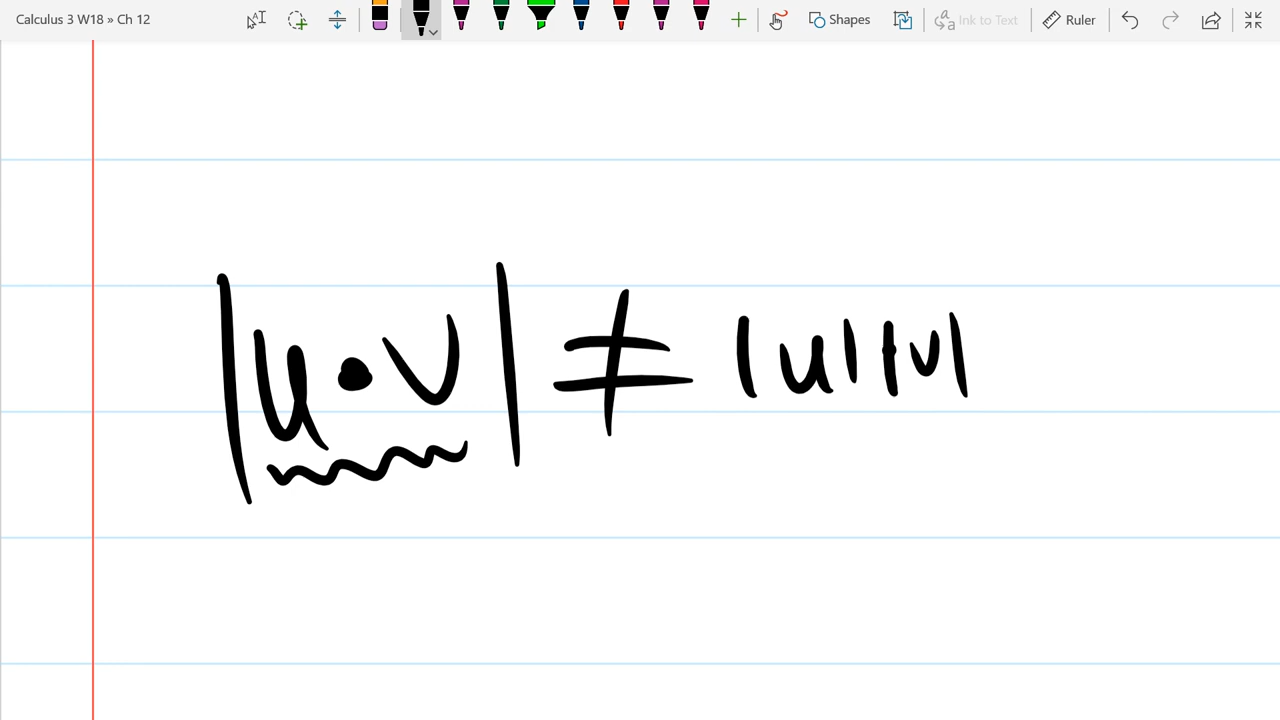 Calculus 3 W18 » Ch 12
Ink to Text
Shapes
Ruler
|u • v| ≠ |u||v|